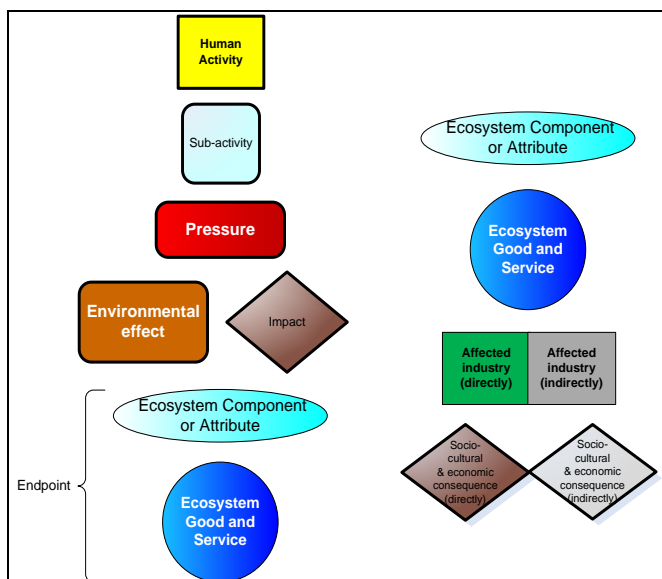 Human
Activity
Sub-activity
Pressure
Environmental
effect
Impact
Endpoint
Ecosystem Component
or Attribute
Ecosystem
Good and
Service
Ecosystem Component
or Attribute
Ecosystem
Good and
Service
Affected
industry
(directly)
Affected
industry
(indirectly)
Socio-
cultural
& economic
consequence
(directly)
Socio-
cultural
& economic
consequence
(indirectly)